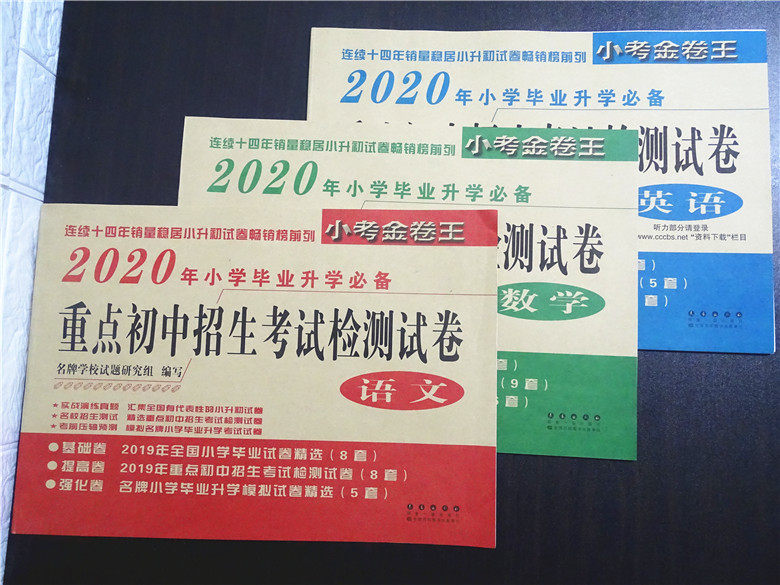 连续十四年销量稳居小升初试卷畅销榜前列 小考金卷王
2020年小学毕业升学必备
测试卷
英语
听力部分请登录
www.cccbs.net "资料下载"栏目
套）
（5套）
套）
连续十四年销量稳居小升初试卷畅销榜前列 小考金卷王
2020年小学毕业升学必备
检测试卷
数学
套）
（9套）
套）
连续十四年销量稳居小升初试卷畅销榜前列 小考金卷王
2020年小学毕业升学必备
重点初中招生考试检测试卷
名牌学校试题研究组 编写
语文
★实战演练真题 汇集全国有代表性的小升初试卷
★名校招生测试 精选重点初中招生考试检测试卷
★考前压轴预测 模拟名牌小学毕业升学考试试卷
●基础卷 2019年全国小学毕业试卷精选（8套）
●提高卷 2019年重点初中招生考试检测试卷（8套）
●强化卷 名牌小学毕业升学模拟试卷精选（5套）